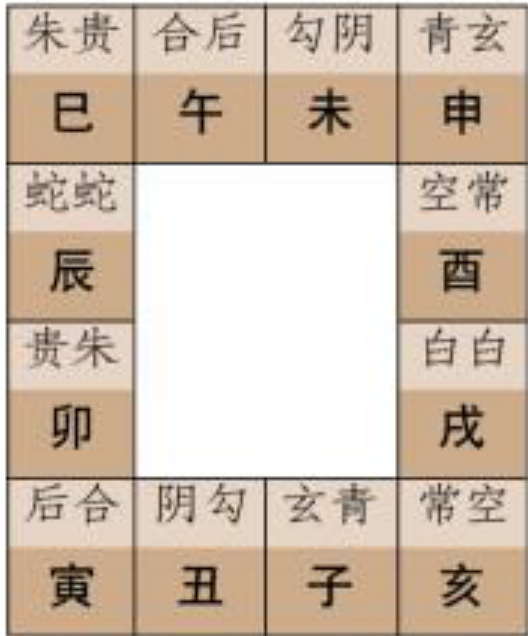 朱贵 合后 勾阴 青玄
巳 午 未 申
蛇蛇 空常
辰 酉
贵朱 白白
卯 戌
后合 阴勾 玄青 常空
寅 丑 子 亥